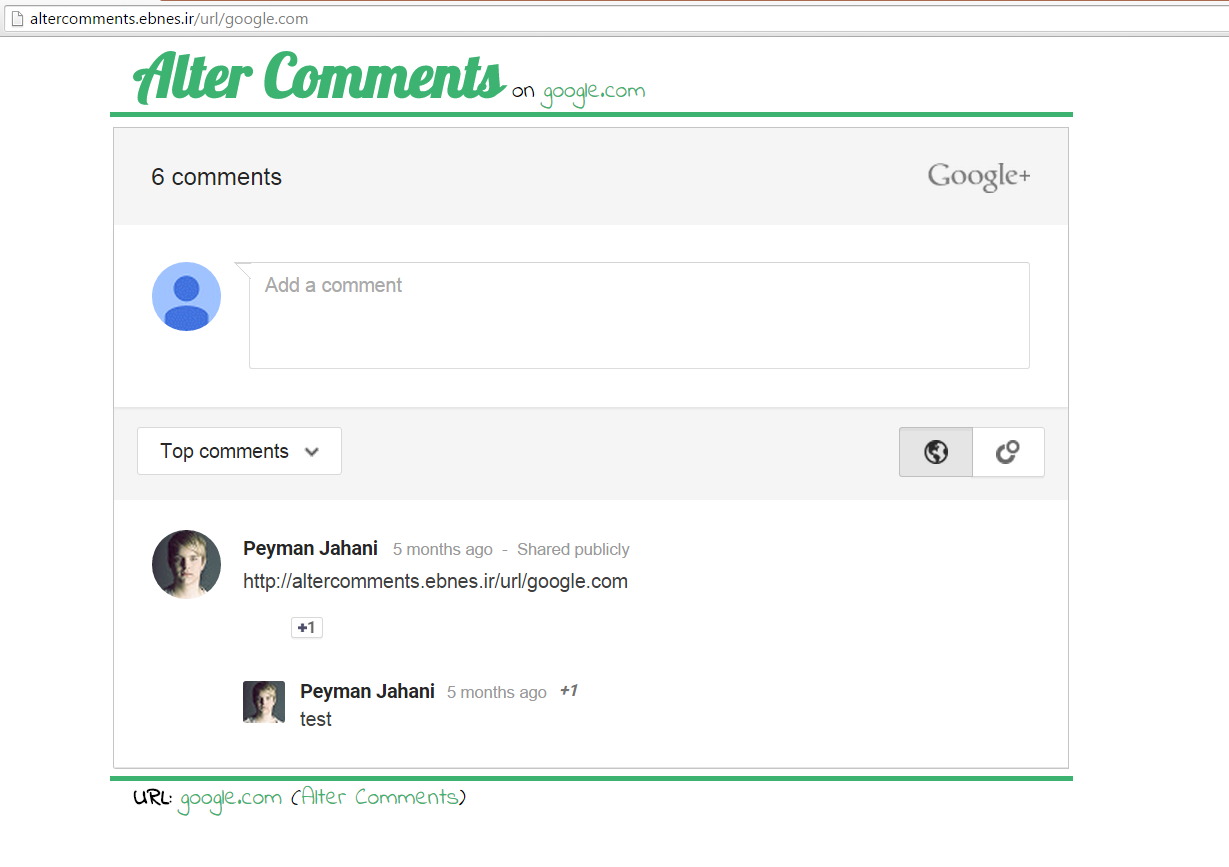 altercomments.ebnes.ir/url/google.com
Alter Comments on google.com
6 comments Google+
Add a comment
Top comments
Peyman Jahani 5 months ago - Shared publicly
http://altercomments.ebnes.ir/url/google.com
+1
Peyman Jahani 5 months ago +1
test
URL: google.com (Alter Comments)